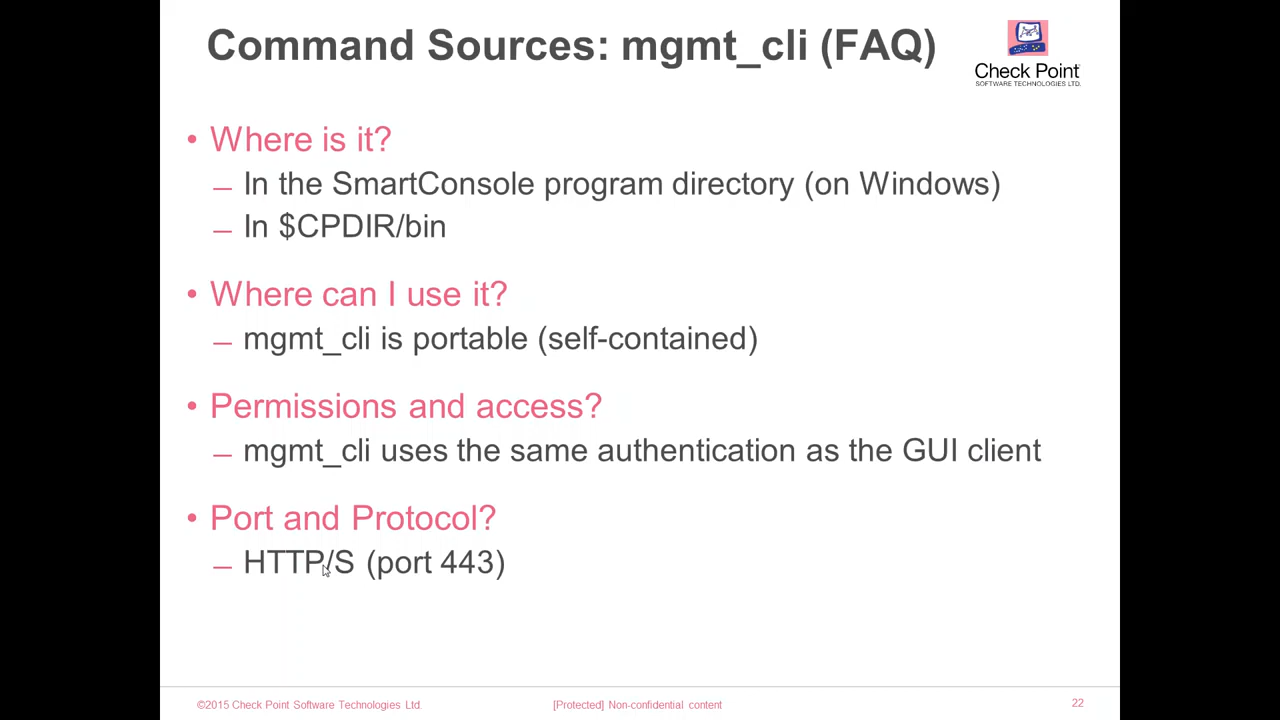 Command Sources: mgmt_cli (FAQ)
Check Point
SOFTWARE TECHNOLOGIES LTD.
• Where is it?
– In the SmartConsole program directory (on Windows)
– In $CPDIR/bin
• Where can I use it?
– mgmt_cli is portable (self-contained)
• Permissions and access?
– mgmt_cli uses the same authentication as the GUI client
• Port and Protocol?
– HTTP/S (port 443)
©2015 Check Point Software Technologies Ltd.
[Protected] Non-confidential content
22